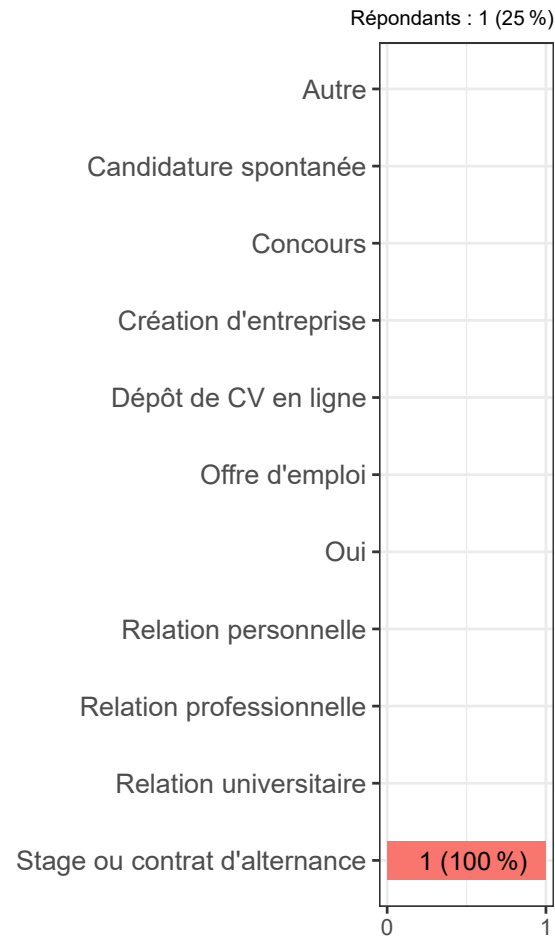 Répondants : 1 (25 %)
Autre
Candidature spontanée
Concours
Création d'entreprise
Dépôt de CV en ligne
Offre d'emploi
Oui
Relation personnelle
Relation professionnelle
Relation universitaire
Stage ou contrat d'alternance 1 (100 %)
0 1